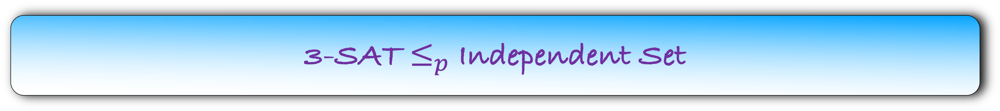 3-SAT ≤p Independent Set